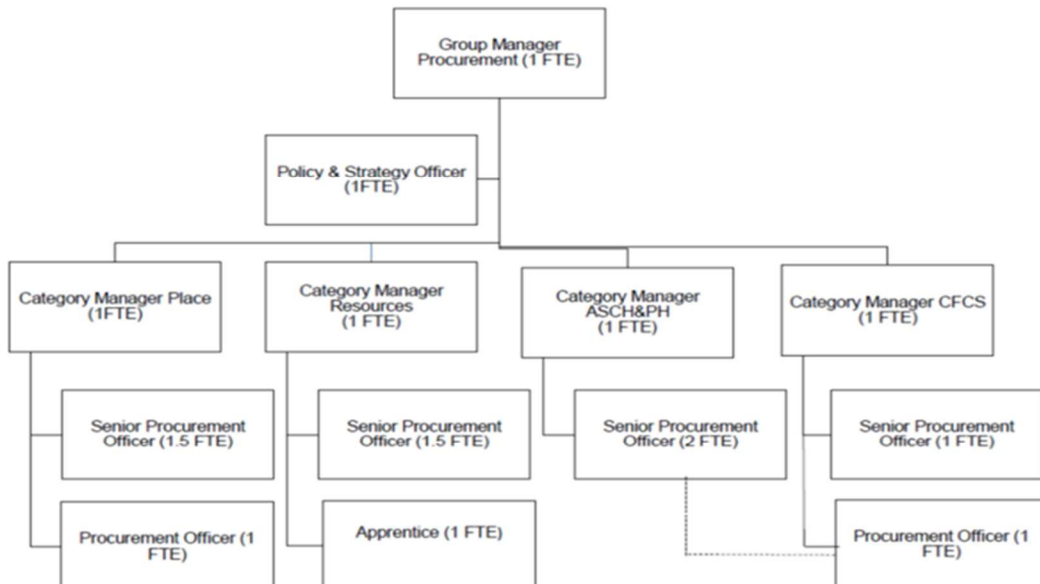 Group Manager
Procurement (1 FTE)
Policy & Strategy Officer
(1FTE)
Category Manager Place
(1FTE)
Category Manager
Resources
(1 FTE)
Category Manager
ASCH&PH
(1 FTE)
Category Manager CFCS
(1 FTE)
Senior Procurement
Officer (1.5 FTE)
Senior Procurement
Officer (1.5 FTE)
Senior Procurement
Officer (2 FTE)
Senior Procurement
Officer (1 FTE)
Procurement Officer (1
FTE)
Apprentice (1 FTE)
Procurement Officer (1
FTE)